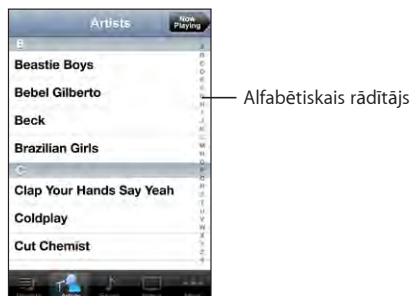 Artists
Now
Playing
B
Beastie Boys
Bebel Gilberto
Alfabētiskais rādītājs
Beck
Brazilian Girls
C
Clap Your Hands Say Yeah
Coldplay
Cut Chemist
Artists